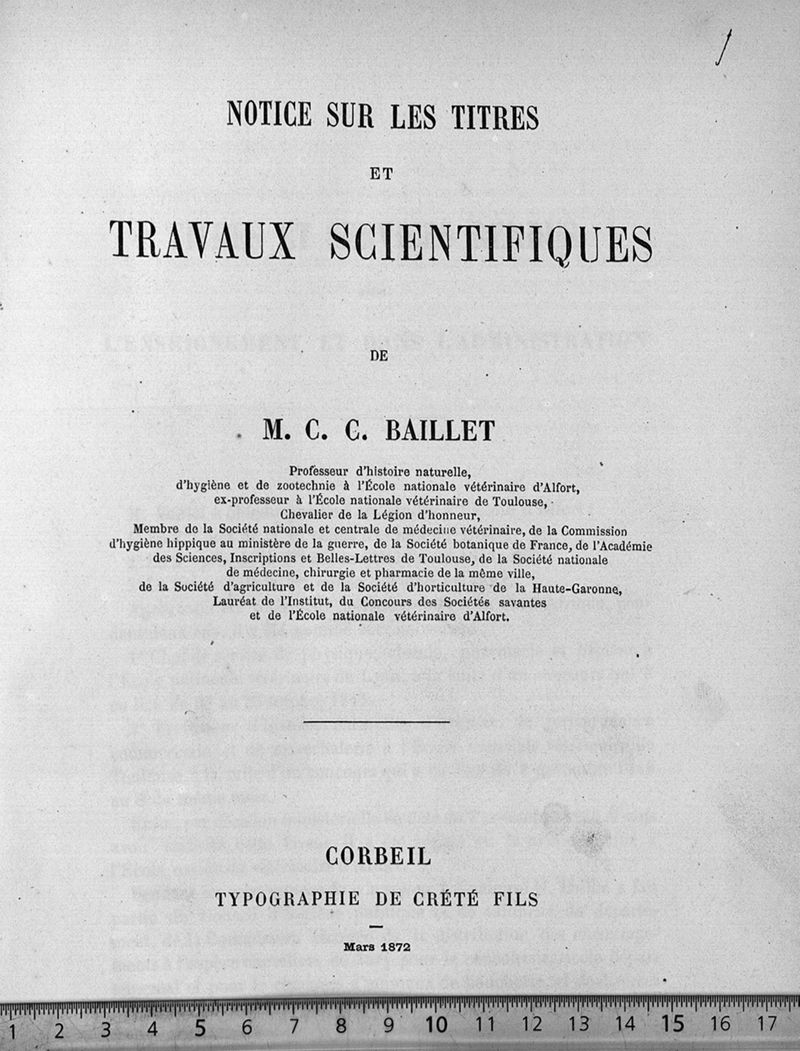 NOTICE SUR LES TITRES
ET
TRAVAUX SCIENTIFIQUES
DE
M. C. C. BAILLET
Professeur d'histoire naturelle,
d'hygiène et de zootechnie à l'École nationale vétérinaire d'Alfort,
ex-professeur à l'École nationale vétérinaire de Toulouse,
Chevalier de la Légion d'honneur,
Membre de la Société nationale et centrale de médecine vétérinaire, de la Commission
d'hygiène hippique au ministère de la guerre, de la Société botanique de France, de l'Académie
des Sciences, Inscriptions et Belles-Lettres de Toulouse, de la Société nationale
de médecine, chirurgie et pharmacie de la même ville,
de la Société d'agriculture et de la Société d'horticulture de la Haute-Garonne,
Lauréat de l'Institut, du Concours des Sociétés savantes
et de l'École nationale vétérinaire d'Alfort.
CORBEIL
TYPOGRAPHIE DE CRÉTÉ FILS
Mars 1872
1 2 3 4 5 6 7 8 9 10 11 12 13 14 15 16 17